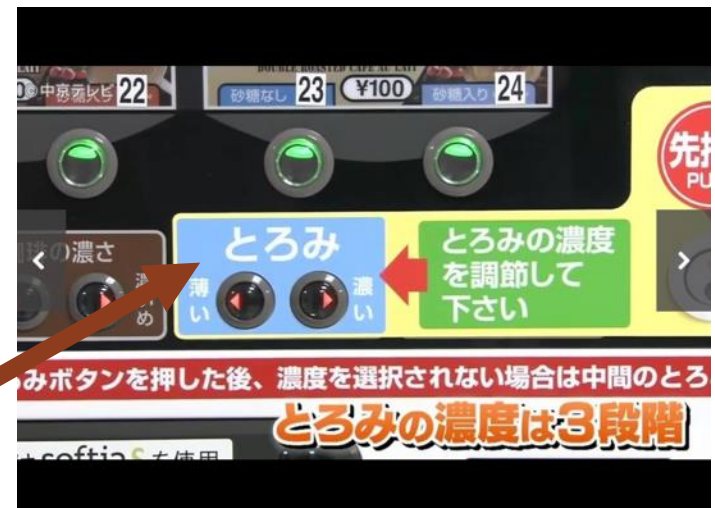 DOUBLE ROASTED CAFE AU LAIT
©中京テレビ
砂糖入り 22
砂糖なし 23 ¥100 砂糖入り 24
PU
の濃さ
とろみ
薄い
濃い
とろみの濃度
を調節して
下さい
みボタンを押した後、濃度を選択されない場合は中間のとろ
とろみの濃度は3段階
softia S を使用